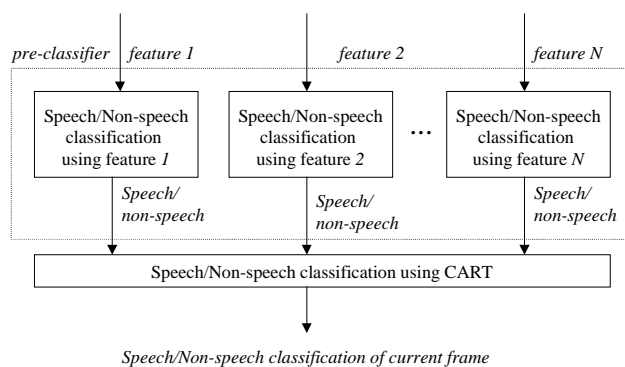 pre-classifier feature 1 feature 2 feature N
Speech/Non-speech
classification
using feature 1
Speech/Non-speech
classification
using feature 2
...
Speech/Non-speech
classification
using feature N
Speech/
non-speech
Speech/
non-speech
Speech/
non-speech
Speech/Non-speech classification using CART
Speech/Non-speech classification of current frame